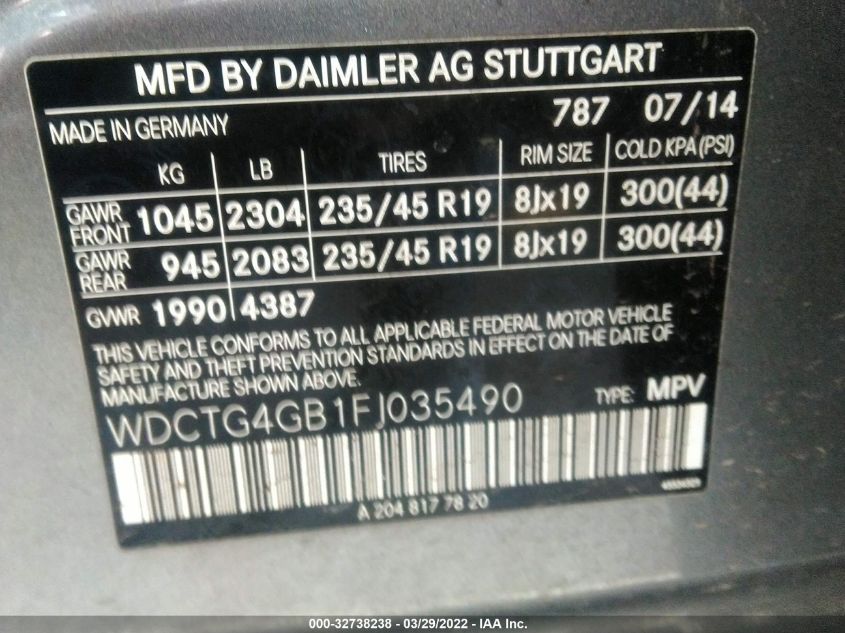 MFD BY DAIMLER AG STUTTGART
MADE IN GERMANY 787 07/14
KG LB TIRES RIM SIZE COLD KPA (PSI)
GAWR FRONT 1045 2304 235/45 R19 8Jx19 300(44)
GAWR REAR 945 2083 235/45 R19 8Jx19 300(44)
GVWR 1990 4387
THIS VEHICLE CONFORMS TO ALL APPLICABLE FEDERAL MOTOR VEHICLE
SAFETY AND THEFT PREVENTION STANDARDS IN EFFECT ON THE DATE OF
MANUFACTURE SHOWN ABOVE.
WDCTG4GB1FJ035490 TYPE: MPV
A 204 817 78 20
000-32738238 - 03/29/2022 - IAA Inc.